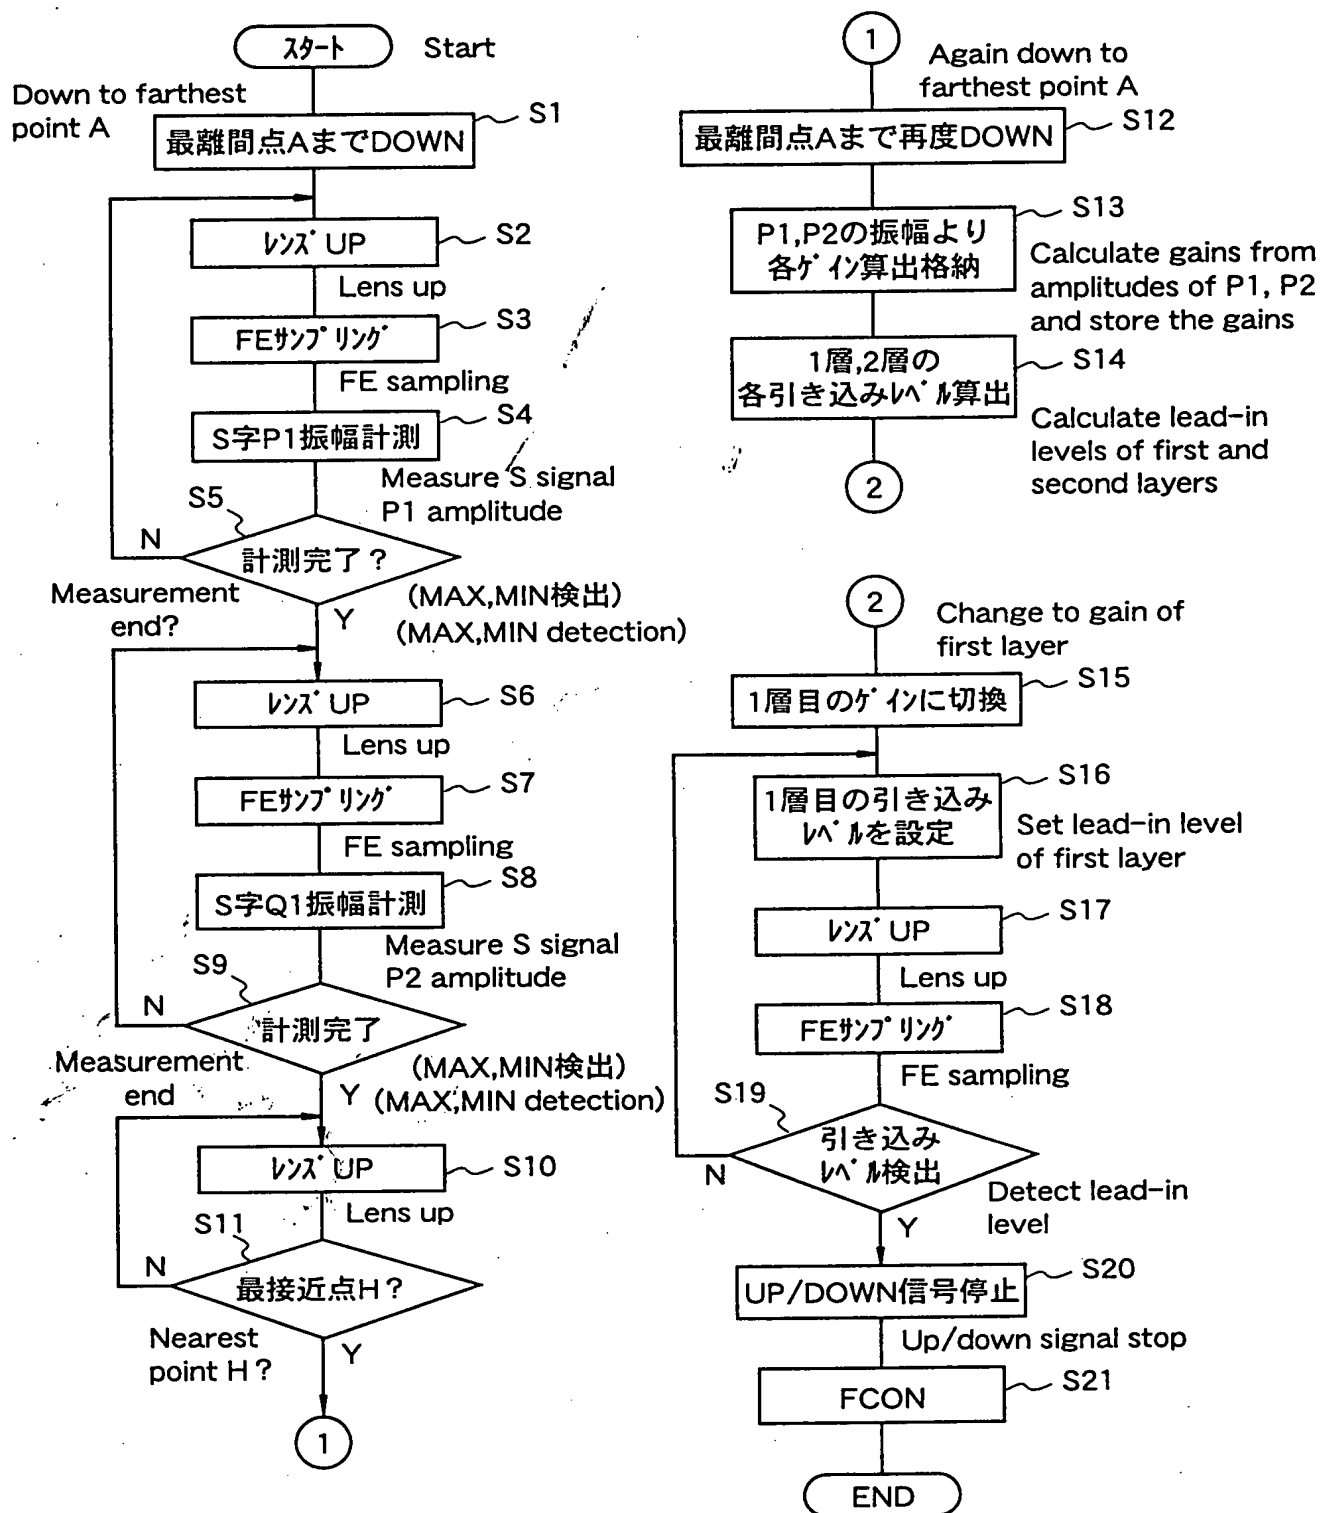 スタート
Start
Down to farthest
point A
S1
最離間点AまでDOWN
レンズUP
S2
Lens up
FEサンプリング
S3
FE sampling
S字P1振幅計測
S4
Measure S signal
P1 amplitude
S5
計測完了？
N
Measurement
end?
Y
(MAX,MIN検出)
(MAX,MIN detection)
レンズUP
S6
Lens up
FEサンプリング
S7
FE sampling
S字Q1振幅計測
S8
Measure S signal
P2 amplitude
S9
計測完了
N
Measurement
end
Y
(MAX,MIN検出)
(MAX,MIN detection)
レンズUP
S10
Lens up
S11
最接近点H？
N
Nearest
point H？
Y
1
1
Again down to
farthest point A
S12
最離間点Aまで再度DOWN
S13
P1,P2の振幅より
各ゲイン算出格納
Calculate gains from
amplitudes of P1, P2
and store the gains
S14
1層,2層の
各引き込みレベル算出
Calculate lead-in
levels of first and
second layers
2
2
Change to gain of
first layer
S15
1層目のゲインに切換
S16
1層目の引き込み
レベルを設定
Set lead-in level
of first layer
S17
レンズUP
Lens up
S18
FEサンプリング
FE sampling
S19
引き込み
レベル検出
N
Detect lead-in
level
Y
S20
UP/DOWN信号停止
Up/down signal stop
S21
FCON
END